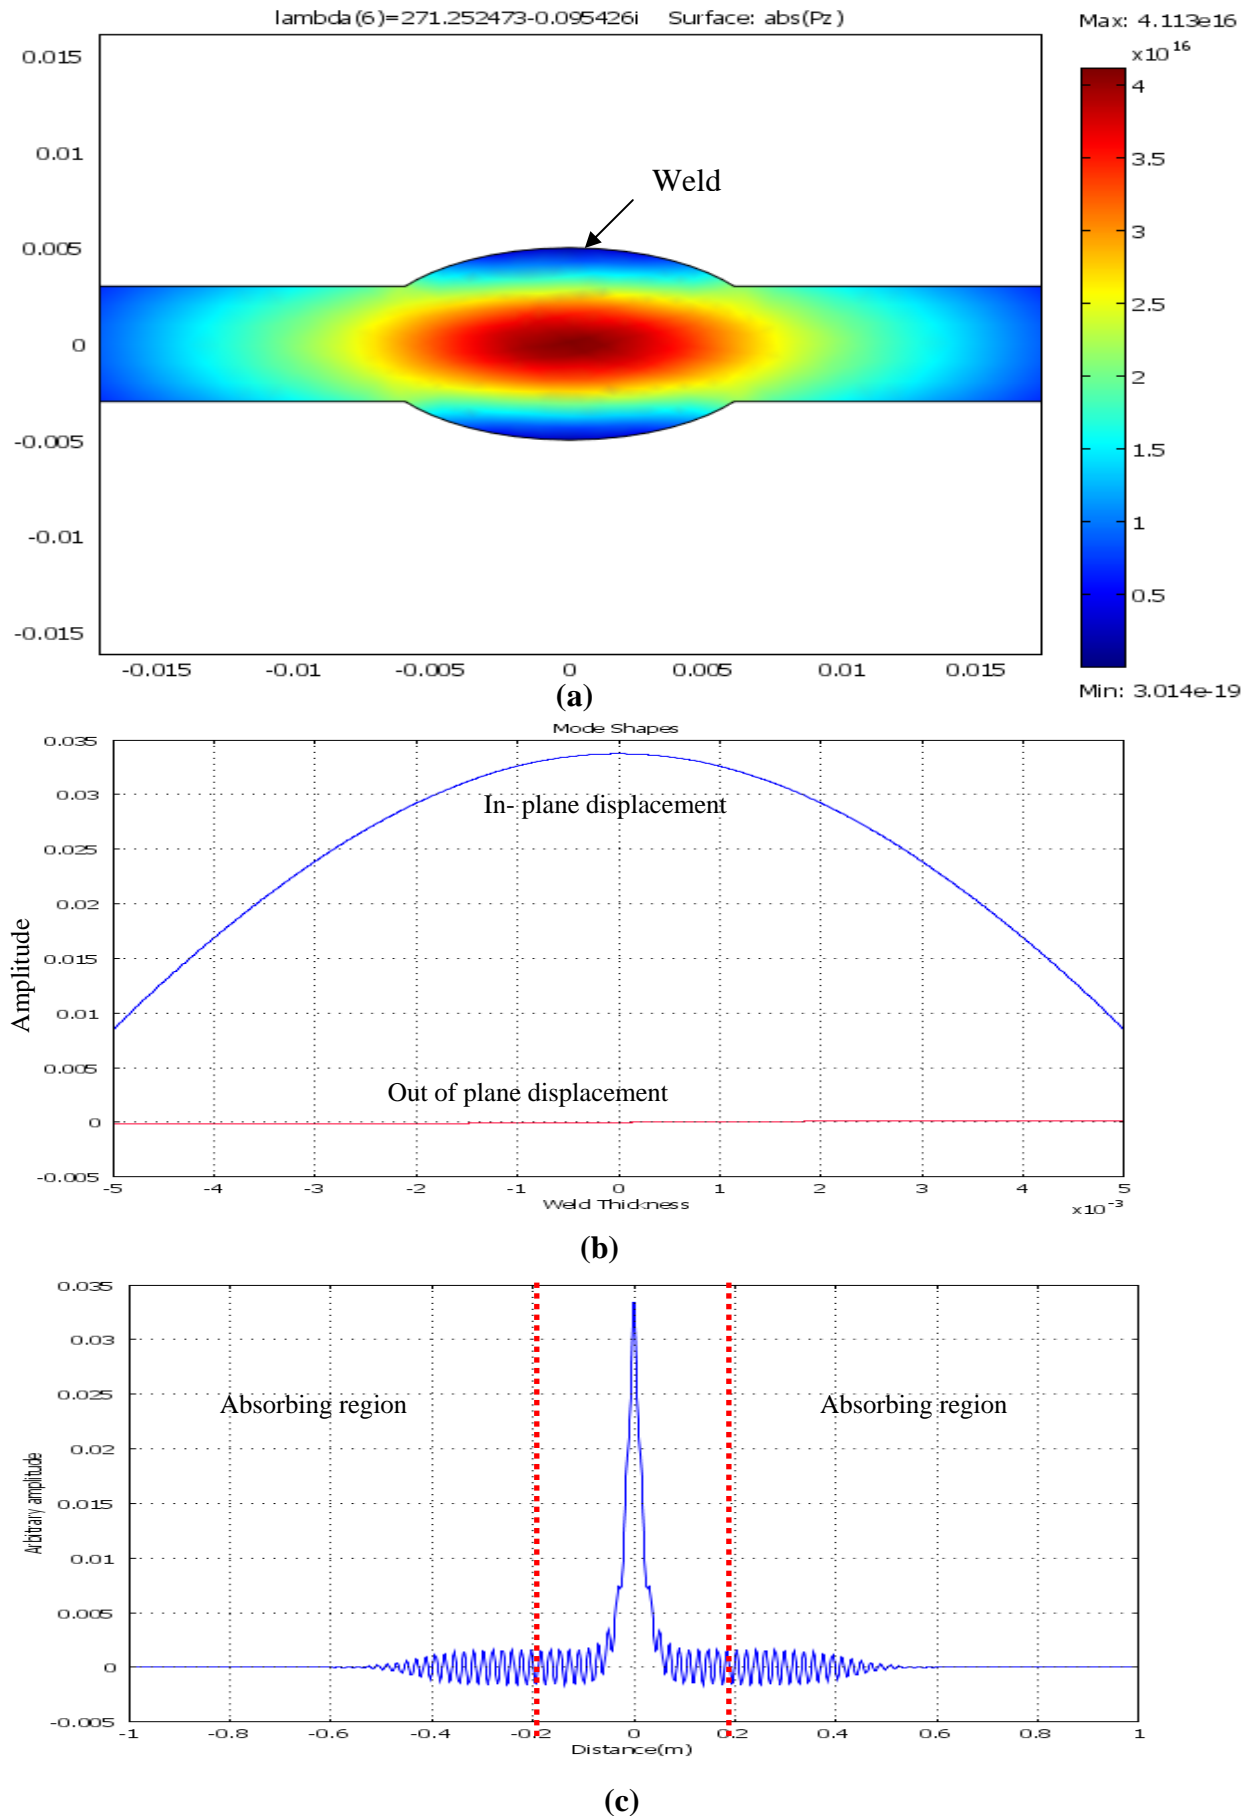 lambda(6)=271.252473-0.095426i Surface: abs(Pz) Max: 4.113e16
x10 16
0.015
0.01
0.005
0
-0.005
-0.01
-0.015
Weld
4
3.5
3
2.5
2
1.5
1
0.5
-0.015 -0.01 -0.005 0 0.005 0.01 0.015
Min: 3.014e-19
(a)
Mode Shapes
0.035
0.03
0.025
0.02
0.015
0.01
0.005
0
-0.005
Amplitude
In- plane displacement
Out of plane displacement
-5 -4 -3 -2 -1 0 1 2 3 4 5
Weld Thickness
x10 -3
(b)
0.035
0.03
0.025
0.02
0.015
0.01
0.005
0
-0.005
Arbitrary amplitude
Absorbing region Absorbing region
-1 -0.8 -0.6 -0.4 -0.2 0 0.2 0.4 0.6 0.8 1
Distance(m)
(c)